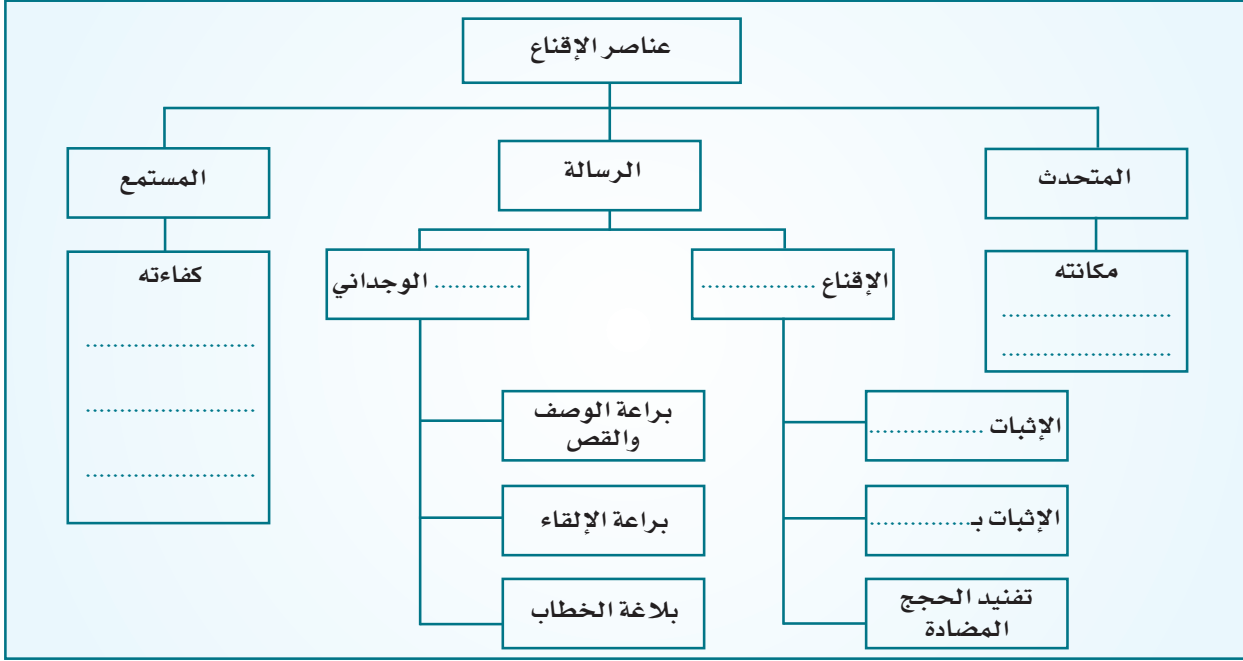 عناصر الإقناع
المتحدث
الرسالة
المستمع
مكانته
........................
........................
الإقناع .................
............. الوجداني
كفاءته
........................
........................
........................
الإثبات .................
الإثبات بـ...............
تفنيد الحجج
المضادة
براعة الوصف
والقص
براعة الإلقاء
بلاغة الخطاب